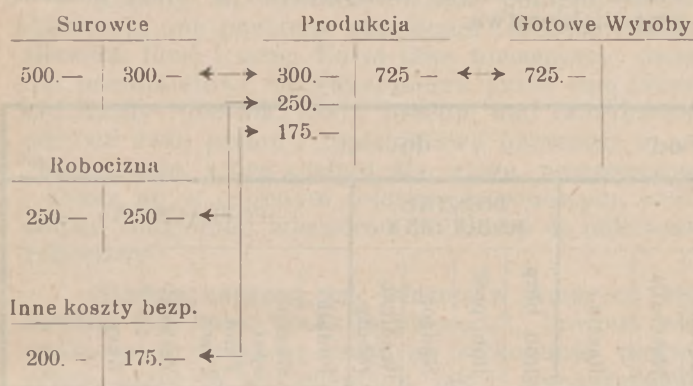 Surowce Produkcja Gotowe Wyroby
500.— 300.— 300.— 725 — 725.—
250.—
175.—
Robocizna
250 — 250 —
Inne koszty bezp.
200. — 175.—